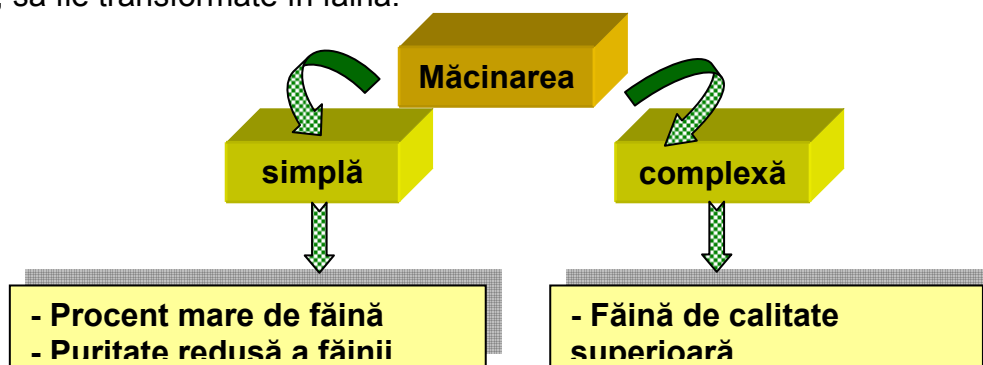 să fie transformate în făină.
Măcinarea
simplă
complexă
- Procent mare de făină
- Puritate redusă a făinii
- Făină de calitate
superioară